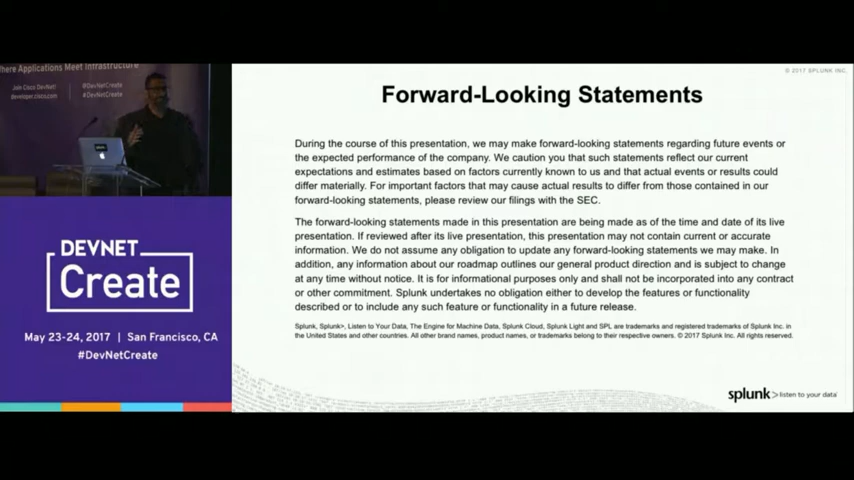 here Applications Meet Infrastructure
Join Cisco DevNet!
developer.cisco.com
@DevNetCreate
#DevNetCreate
DEVNET
Create
May 23-24, 2017 | San Francisco, CA
#DevNetCreate
© 2017 SPLUNK INC.
Forward-Looking Statements
During the course of this presentation, we may make forward-looking statements regarding future events or
the expected performance of the company. We caution you that such statements reflect our current
expectations and estimates based on factors currently known to us and that actual events or results could
differ materially. For important factors that may cause actual results to differ from those contained in our
forward-looking statements, please review our filings with the SEC.
The forward-looking statements made in this presentation are being made as of the time and date of its live
presentation. If reviewed after its live presentation, this presentation may not contain current or accurate
information. We do not assume any obligation to update any forward-looking statements we may make. In
addition, any information about our roadmap outlines our general product direction and is subject to change
at any time without notice. It is for informational purposes only and shall not be incorporated into any contract
or other commitment. Splunk undertakes no obligation either to develop the features or functionality
described or to include any such feature or functionality in a future release.
Splunk, Splunk>, Listen to Your Data, The Engine for Machine Data, Splunk Cloud, Splunk Light and SPL are trademarks and registered trademarks of Splunk Inc. in
the United States and other countries. All other brand names, product names, or trademarks belong to their respective owners. © 2017 Splunk Inc. All rights reserved.
splunk> listen to your data